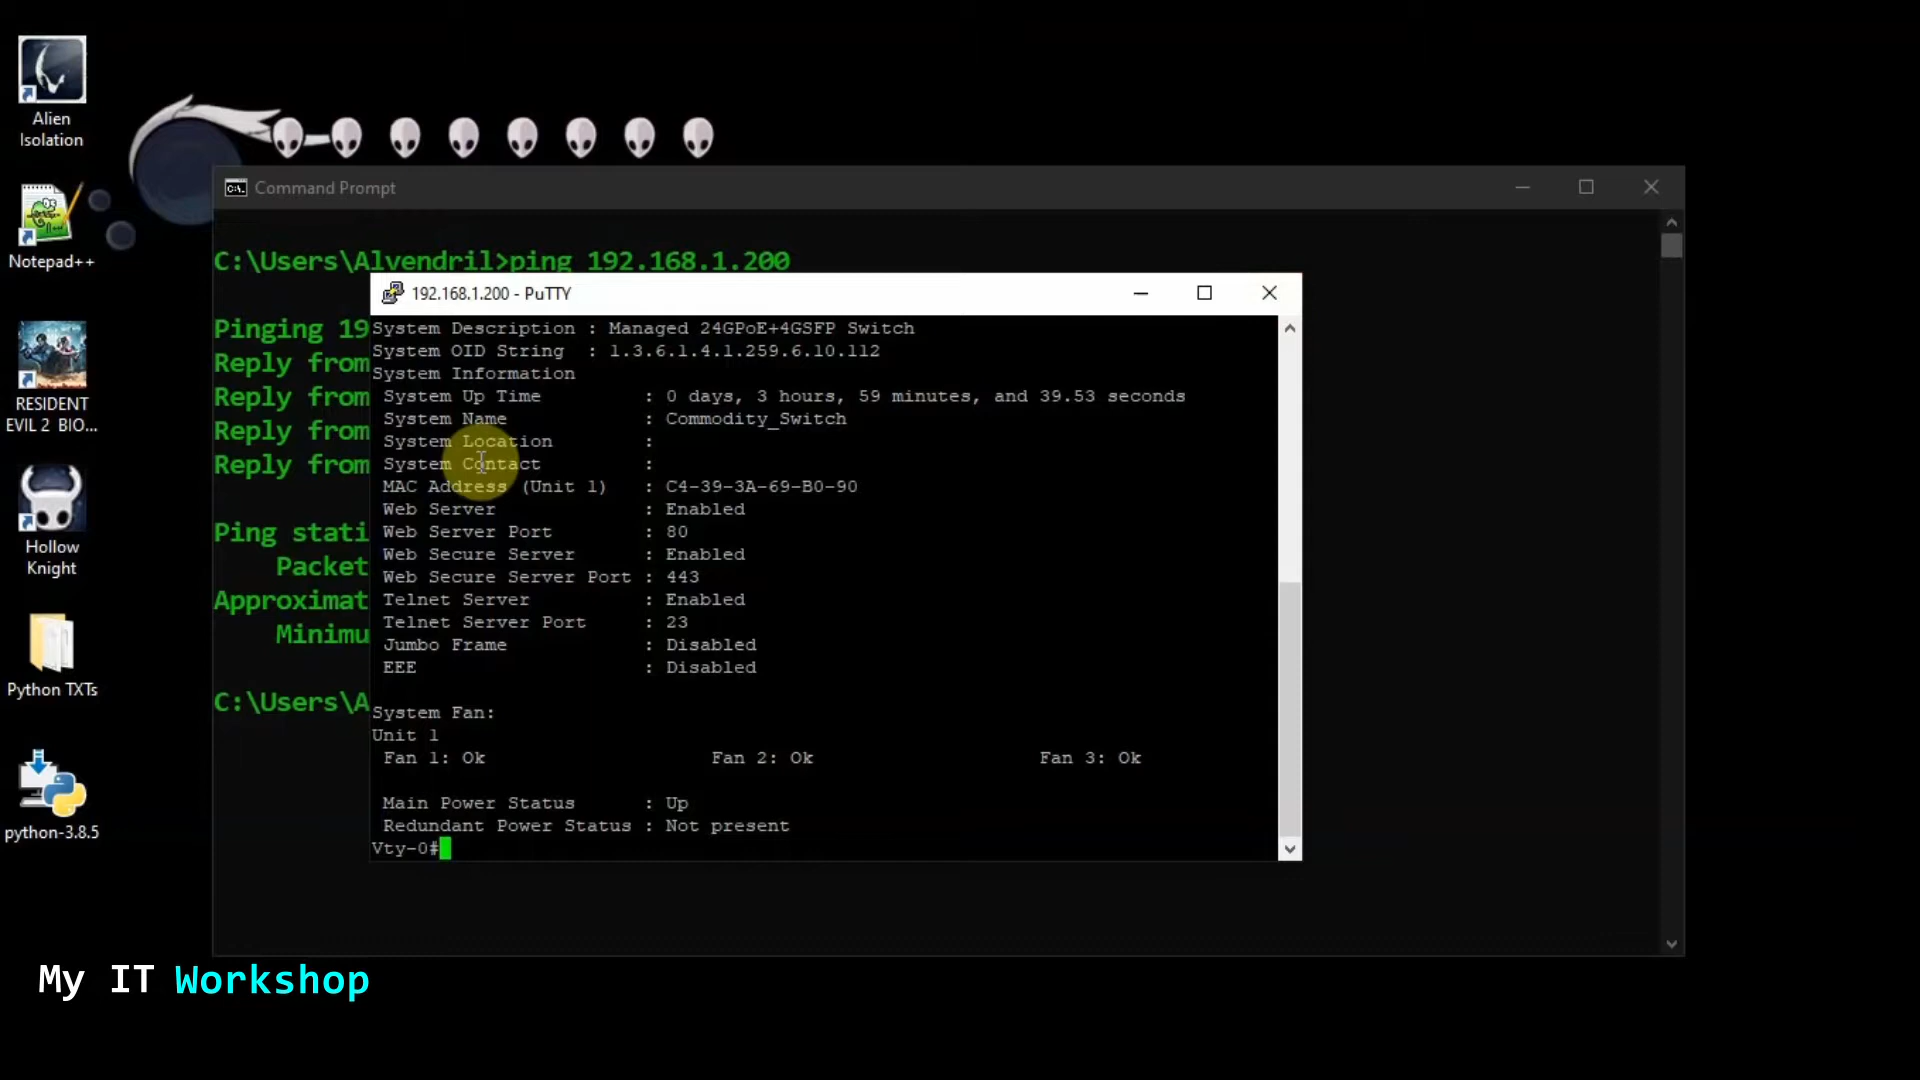 Alien
Isolation
Notepad++
RESIDENT
EVIL 2 BIO...
Hollow
Knight
Python TXTs
python-3.8.5
Command Prompt
C:\Users\Alvendril>ping 192.168.1.200
Pinging 19
Reply from
Reply from
Reply from
Reply from
Ping stati
Packet
Approximat
Minimu
C:\Users\A
192.168.1.200 - PuTTY
System Description : Managed 24GPoE+4GSFP Switch
System OID String : 1.3.6.1.4.1.259.6.10.112
System Information
System Up Time : 0 days, 3 hours, 59 minutes, and 39.53 seconds
System Name : Commodity_Switch
System Location :
System Contact :
MAC Address (Unit 1) : C4-39-3A-69-B0-90
Web Server : Enabled
Web Server Port : 80
Web Secure Server : Enabled
Web Secure Server Port : 443
Telnet Server : Enabled
Telnet Server Port : 23
Jumbo Frame : Disabled
EEE : Disabled
System Fan:
Unit 1
Fan 1: Ok Fan 2: Ok Fan 3: Ok
Main Power Status : Up
Redundant Power Status : Not present
Vty-0#
My IT Workshop